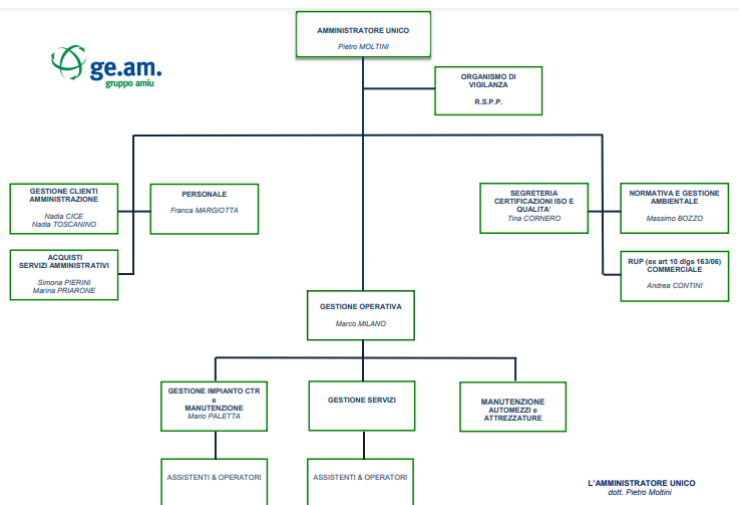 AMMINISTRATORE UNICO
Pietro MOLTINI
ge.am.
gruppo amiu
ORGANISMO DI
VIGILANZA
R.S.P.P.
GESTIONE CLIENTI
AMMINISTRAZIONE
Nadia CICE
Nadia TOSCANINO
PERSONALE
Franca MARGIOTTA
SEGRETERIA
CERTIFICAZIONI ISO E
QUALITA'
Tina CORNERO
NORMATIVA E GESTIONE
AMBIENTALE
Massimo BOZZO
ACQUISTI
SERVIZI AMMINISTRATIVI
Simona PIERINI
Marina PRIARONE
RUP (ex art 10 dlgs 163/06)
COMMERCIALE
Andrea CONTINI
GESTIONE OPERATIVA
Marco MILANO
GESTIONE IMPIANTO CTR
e
MANUTENZIONE
Mario PALETTA
GESTIONE SERVIZI
MANUTENZIONE
AUTOMEZZI e
ATTREZZATURE
ASSISTENTI & OPERATORI
ASSISTENTI & OPERATORI
L'AMMINISTRATORE UNICO
dott. Pietro Moltini